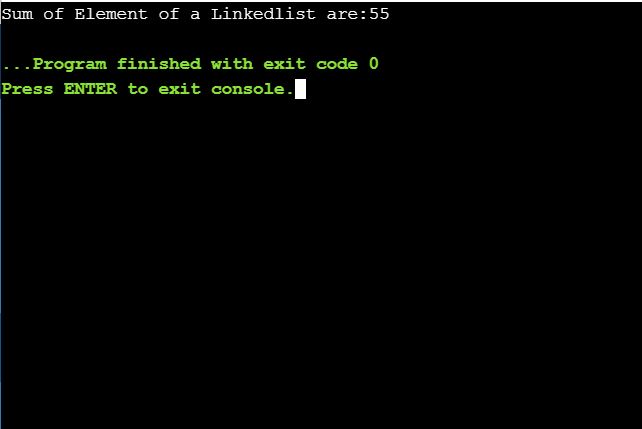 Sum of Element of a Linkedlist are:55
...Program finished with exit code 0
Press ENTER to exit console.